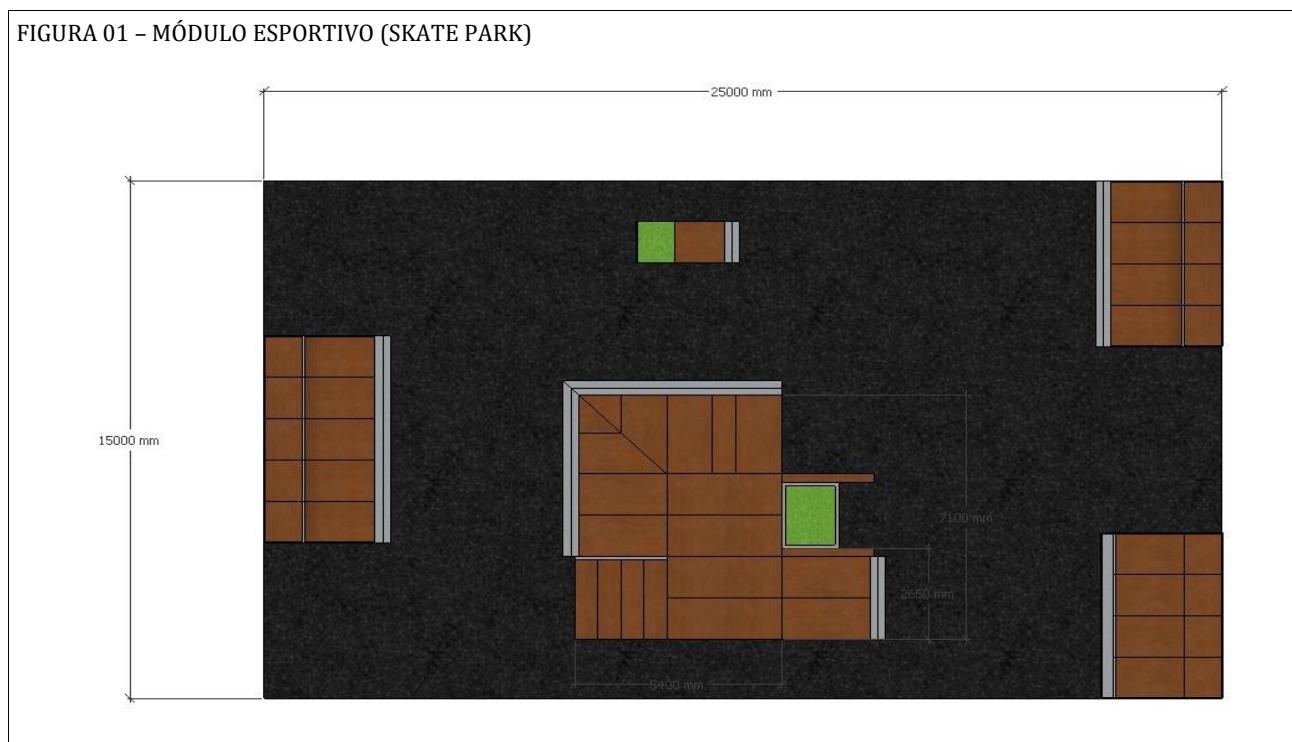 FIGURA 01 – MÓDULO ESPORTIVO (SKATE PARK)
25000 mm
15000 mm
7100 mm
2650 mm
5400 mm